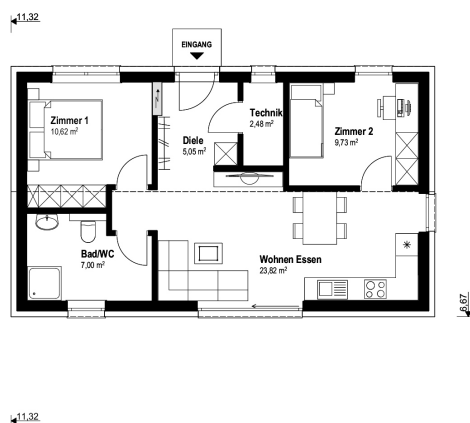 11,32
EINGANG
Zimmer 1
10,62 m²
Diele
5,05 m²
Technik
2,48 m²
Zimmer 2
9,73 m²
Bad/WC
7,00 m²
Wohnen Essen
23,82 m²
6,67
11,32